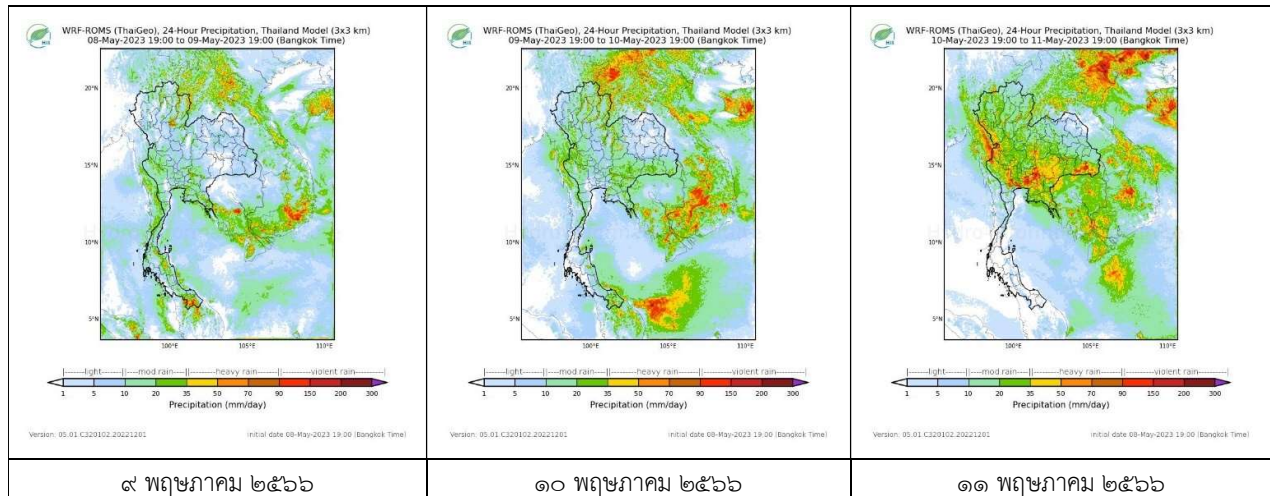 WRF-ROMS (ThaiGeo), 24-Hour Precipitation, Thailand Model (3x3 km)
08-May-2023 19:00 to 09-May-2023 19:00 (Bangkok Time)
20°N
15°N
10°N
5°N
100°E 105°E 110°E
|--------light-------||----mod rain----||-------heavy rain-------||-------violent rain-------|
1 5 10 20 35 50 70 90 150 200 300
Precipitation (mm/day)
Version: 05.01.C320102.20221201 initial date 08-May-2023 19:00 (Bangkok Time)
๙ พฤษภาคม ๒๕๖๖
WRF-ROMS (ThaiGeo), 24-Hour Precipitation, Thailand Model (3x3 km)
09-May-2023 19:00 to 10-May-2023 19:00 (Bangkok Time)
20°N
15°N
10°N
5°N
100°E 105°E 110°E
|--------light-------||----mod rain----||-------heavy rain-------||-------violent rain-------|
1 5 10 20 35 50 70 90 150 200 300
Precipitation (mm/day)
Version: 05.01.C320102.20221201 initial date 08-May-2023 19:00 (Bangkok Time)
๑๐ พฤษภาคม ๒๕๖๖
WRF-ROMS (ThaiGeo), 24-Hour Precipitation, Thailand Model (3x3 km)
10-May-2023 19:00 to 11-May-2023 19:00 (Bangkok Time)
20°N
15°N
10°N
5°N
100°E 105°E 110°E
|--------light-------||----mod rain----||-------heavy rain-------||-------violent rain-------|
1 5 10 20 35 50 70 90 150 200 300
Precipitation (mm/day)
Version: 05.01.C320102.20221201 initial date 08-May-2023 19:00 (Bangkok Time)
๑๑ พฤษภาคม ๒๕๖๖